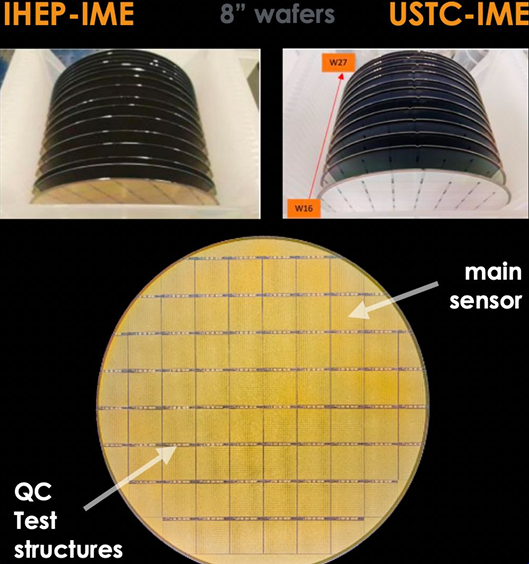 IHEP-IME
8” wafers
USTC-IME
W27
W16
main
sensor
QC
Test
structures